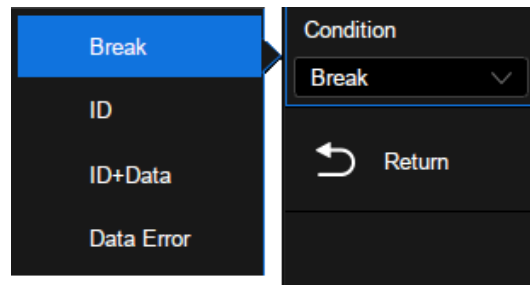 Break
ID
ID+Data
Data Error
Condition
Break
Return